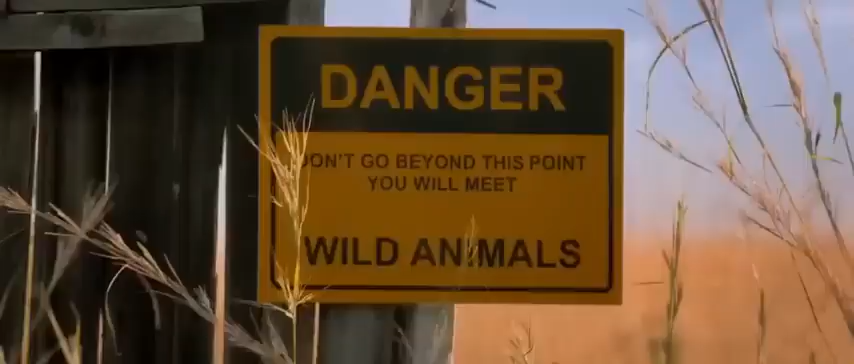 DANGER
DON'T GO BEYOND THIS POINT
YOU WILL MEET
WILD ANIMALS